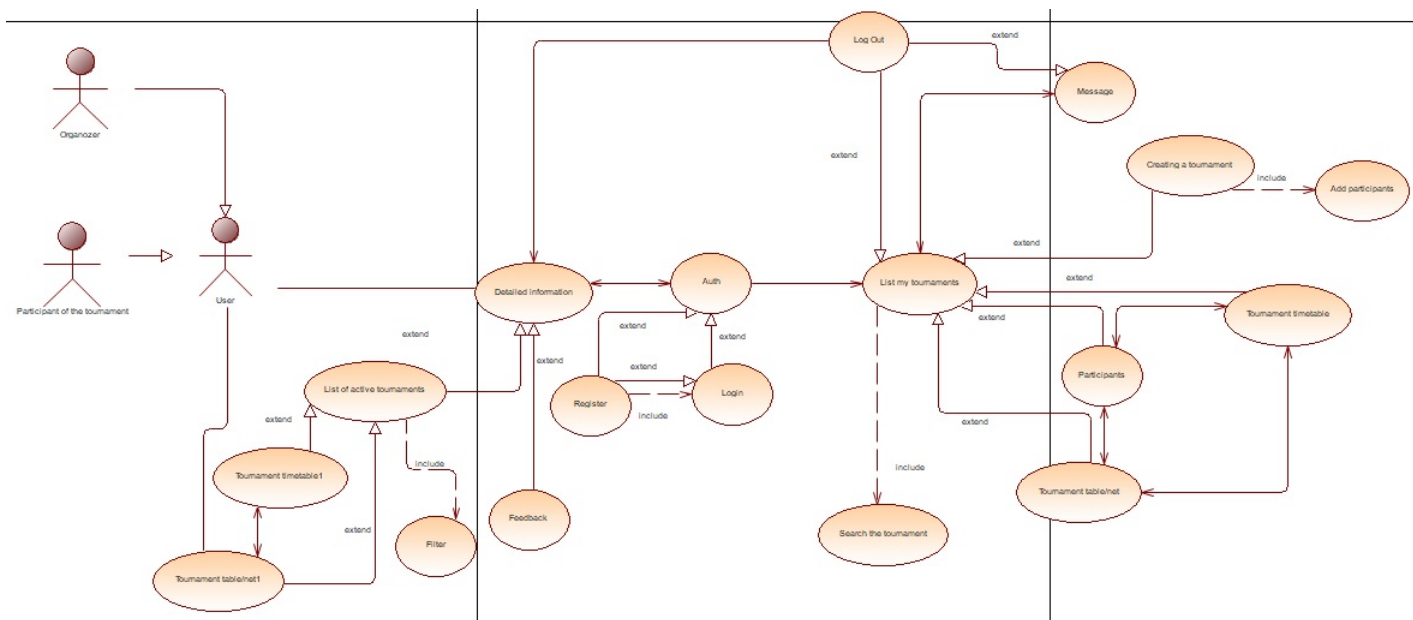 Log Out
extend
Message
Organozer
extend
Creating a tournament
include
Add participants
Participant of the tournament
User
extend
Detailed information
Auth
List my tournaments
extend
Tournament timetable
extend
extend
extend
extend
List of active tournaments
extend
Participants
Register
Login
include
extend
extend
include
include
Tournament timetable1
Tournament table/net
extend
Feedback
Search the tournament
Filter
Tournament table/net1